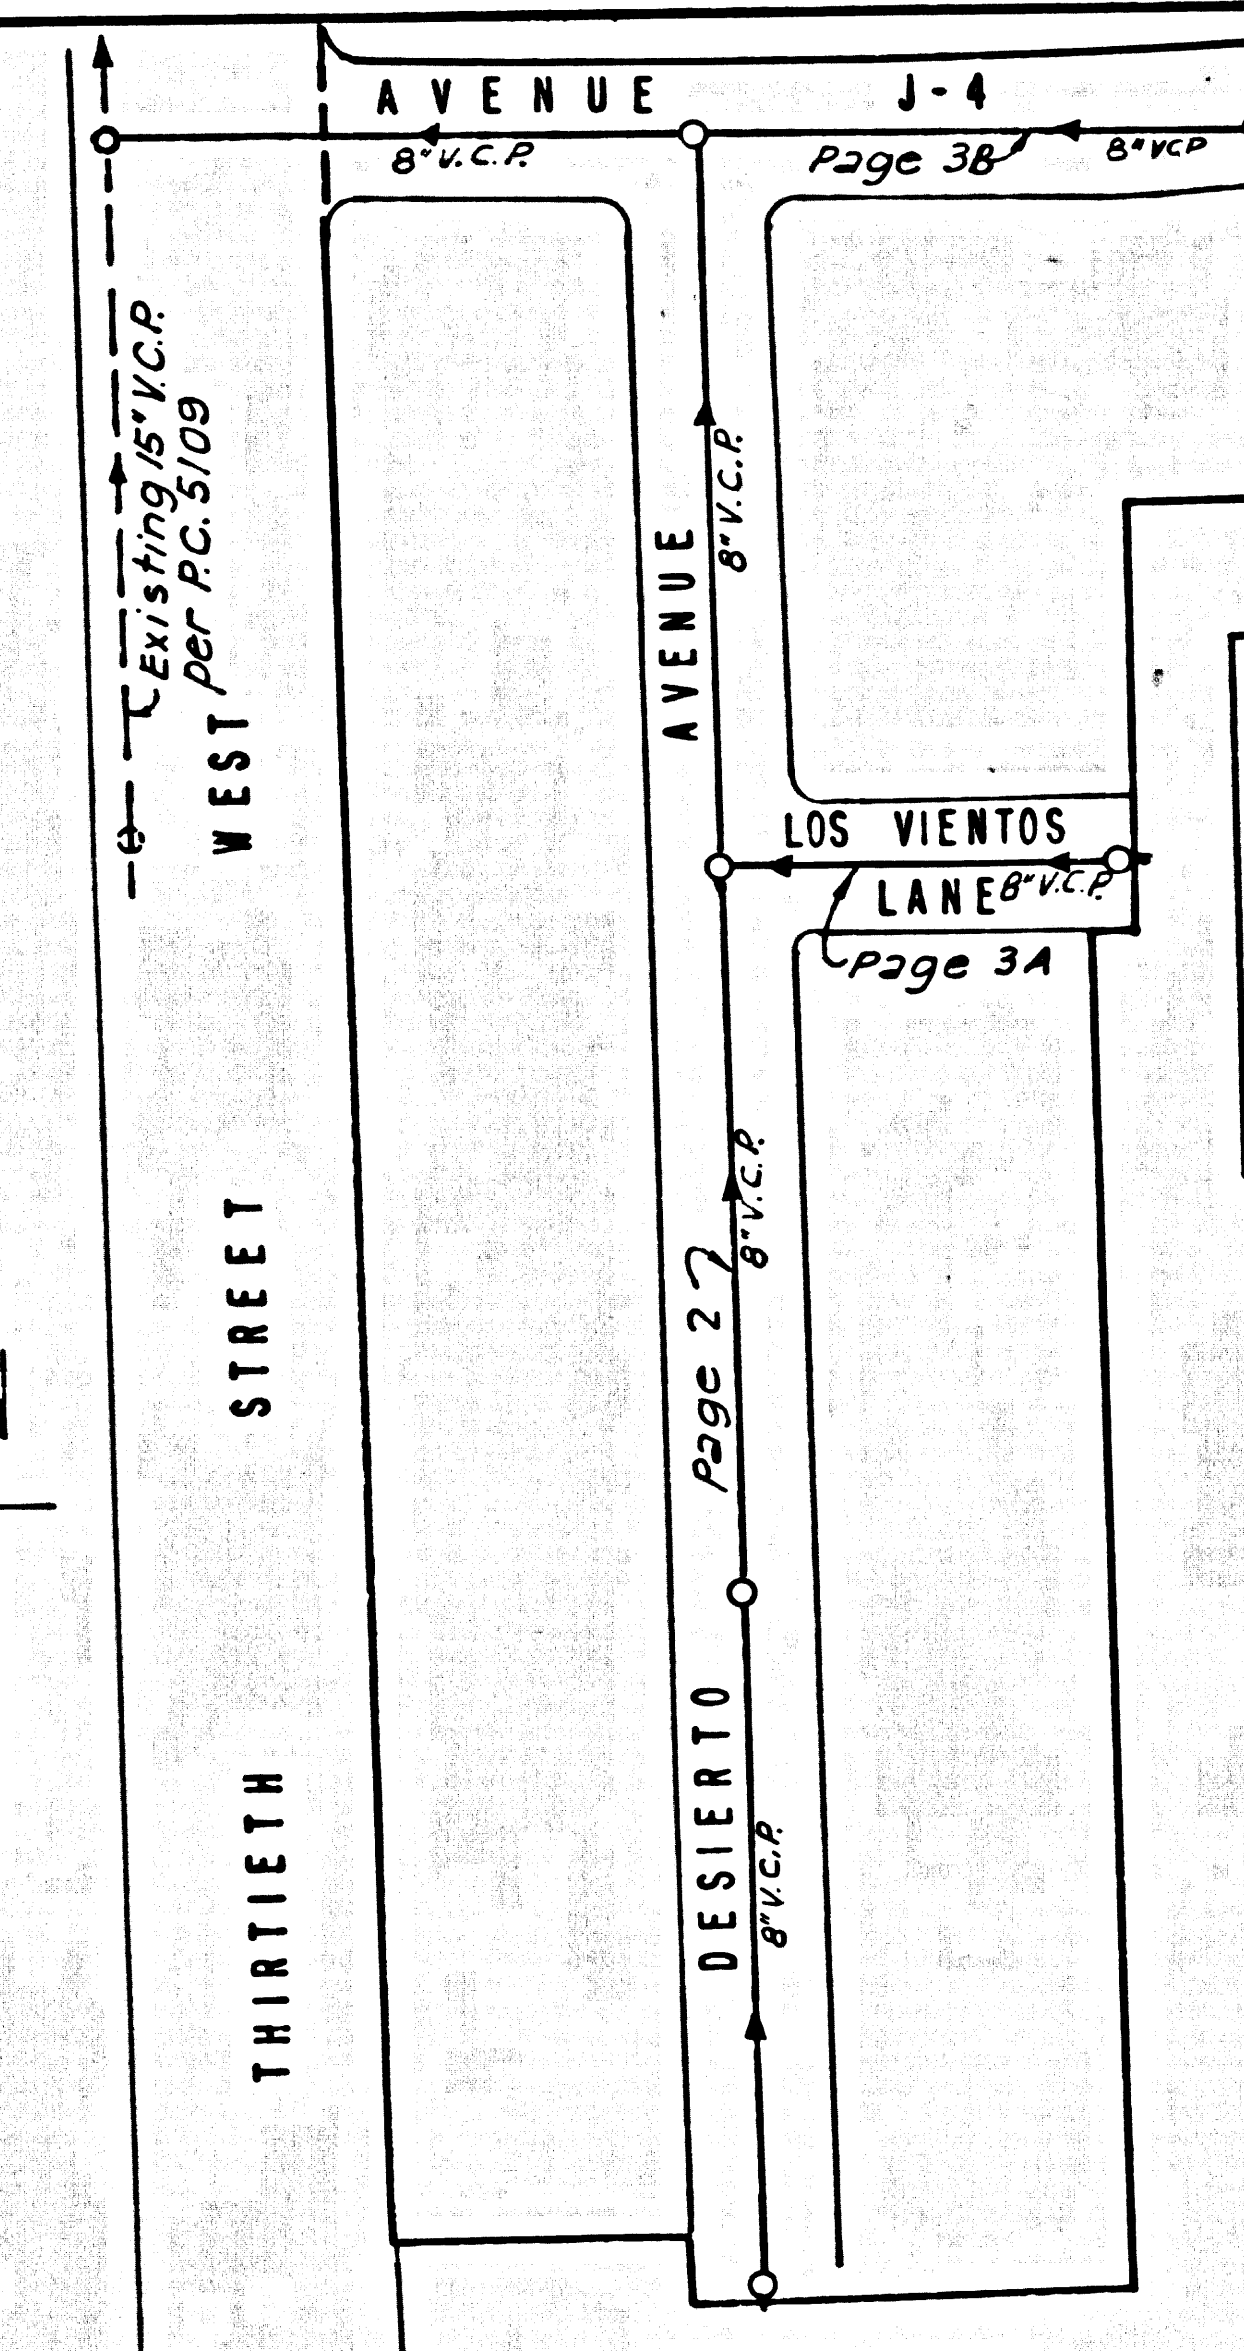 AVENUE J-4
8" V.C.P.
Page 3B
8" VCP
Existing 15" V.C.P.
per P.C. 5109
THIRTIETH STREET WEST
8" V.C.P.
DESIERTO AVENUE
LOS VIENTOS
LANE
8" V.C.P.
Page 3A
8" V.C.P.
Page 2
8" V.C.P.